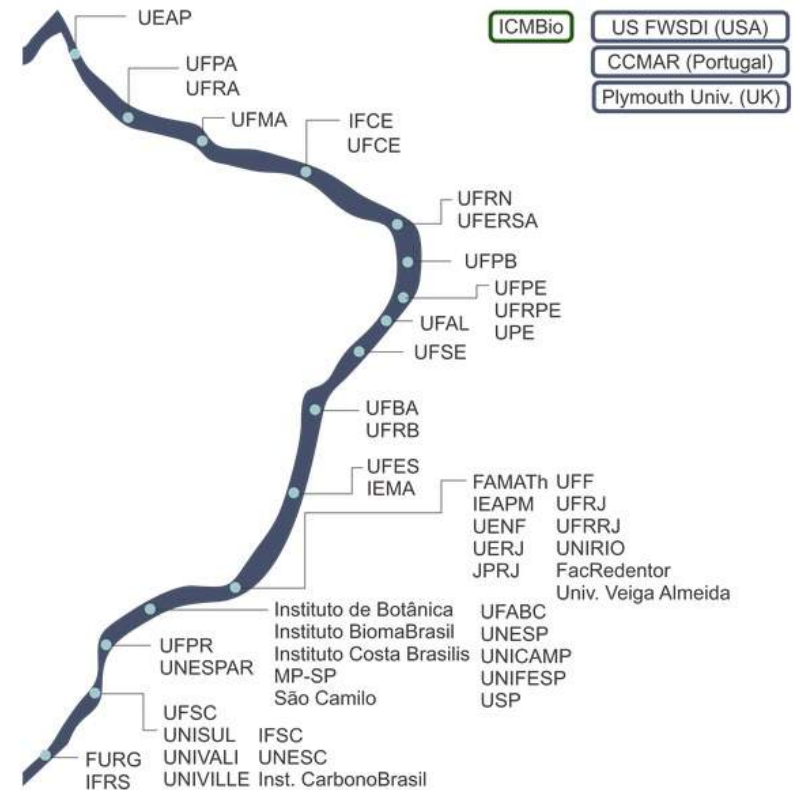 UEAP
ICMBio
US FWSDI (USA)
CCMAR (Portugal)
Plymouth Univ. (UK)
UFPA
UFRA
UFMA
IFCE
UFCE
UFRN
UFERSA
UFPB
UFPE
UFRPE
UPE
UFAL
UFSE
UFBA
UFRB
UFES
IEMA
FAMATh UFF
IEAPM UFRJ
UENF UFRRJ
UERJ UNIRIO
JPRJ FacRedentor
Univ. Veiga Almeida
Instituto de Botânica UFABC
Instituto BiomaBrasil UNESP
Instituto Costa Brasilis UNICAMP
MP-SP UNIFESP
São Camilo USP
UFPR
UNESPAR
UFSC
UNISUL IFSC
UNIVALI UNESC
UNIVILLE Inst. CarbonoBrasil
FURG
IFRS